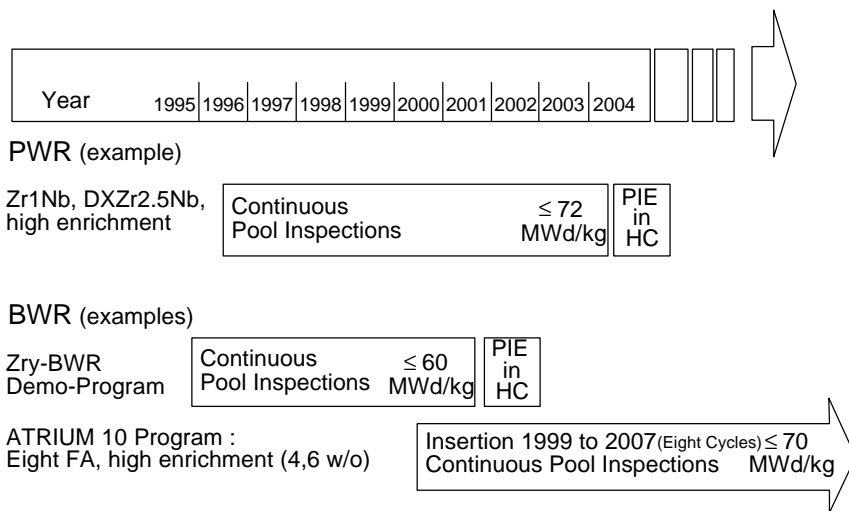 Year 1995 1996 1997 1998 1999 2000 2001 2002 2003 2004
PWR (example)
Zr1Nb, DXZr2.5Nb,
high enrichment
Continuous ≤ 72
Pool Inspections MWd/kg
PIE
in
HC
BWR (examples)
Zry-BWR
Demo-Program
Continuous ≤ 60
Pool Inspections MWd/kg
PIE
in
HC
ATRIUM 10 Program :
Eight FA, high enrichment (4,6 w/o)
Insertion 1999 to 2007 (Eight Cycles) ≤ 70
Continuous Pool Inspections MWd/kg